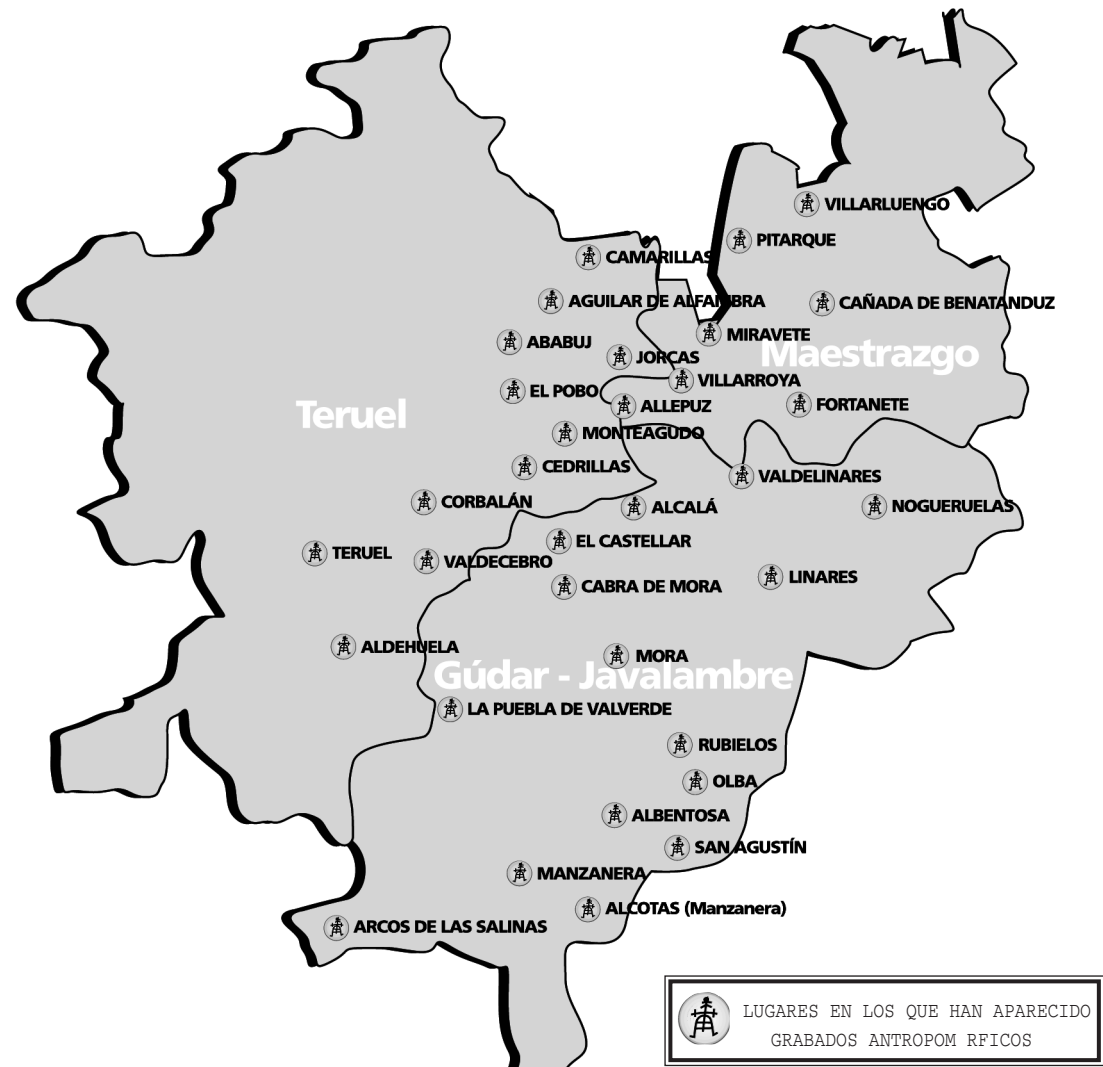 VILLARLUENGO
PITARQUE
CAMARILLAS
AGUILAR DE ALFAMBRA
CAÑADA DE BENATANDUZ
MIRAVETE
ABABUJ
Maestrazgo
JORCAS
VILLARROYA
EL POBO
ALLEPUZ
FORTANETE
Teruel
MONTEAGUDO
CEDRILLAS
VALDELINARES
CORBALÁN
ALCALÁ
NOGUERUELAS
EL CASTELLAR
TERUEL
VALDECEBRO
LINARES
CABRA DE MORA
ALDEHUELA
MORA
Gúdar - Javalambre
LA PUEBLA DE VALVERDE
RUBIELOS
OLBA
ALBENTOSA
SAN AGUSTÍN
MANZANERA
ALCOTAS (Manzanera)
ARCOS DE LAS SALINAS
LUGARES EN LOS QUE HAN APARECIDO
GRABADOS ANTROPOM RFICOS